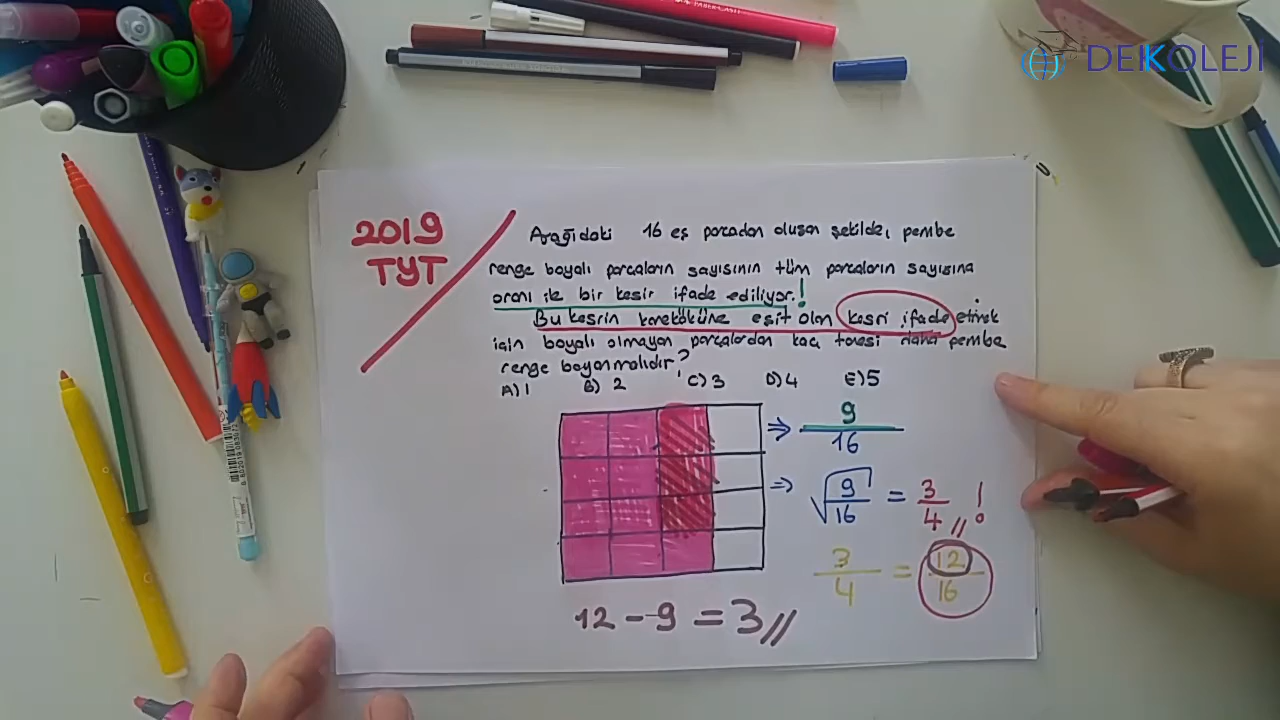 DEKOLEJİ
2019
TYT
Aşağıdaki 16 eş parçadan oluşan şekilde, pembe
renge boyalı parçaların sayısının tüm parçaların sayısına
oranı ile bir kesir ifade ediliyor.!
Bu kesrin kareköküne eşit olan kesri ifade etmek
için boyalı olmayan parçalardan kaç tanesi daha pembe
renge boyanmalıdır?
A) 1 B) 2 C) 3 D) 4 E) 5
⇒ 9/16
⇒ √9/16 = 3/4 // !
3/4 = 12/16
12 - 9 = 3 //